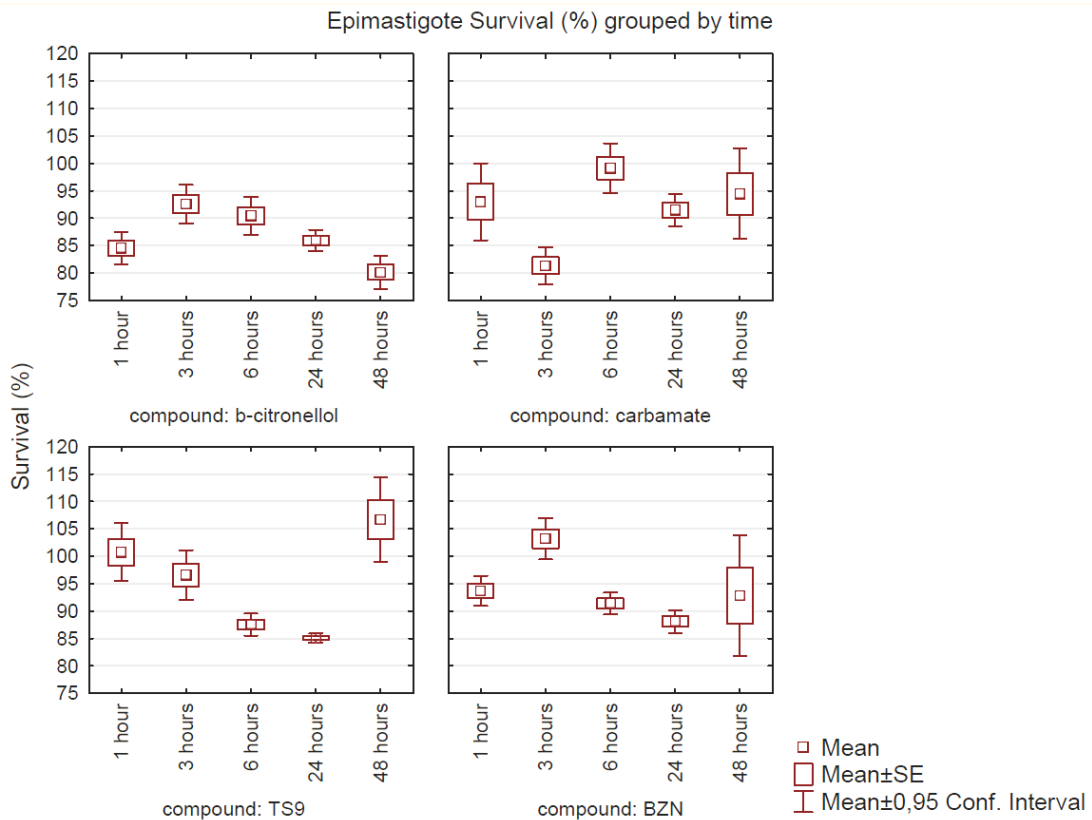 Epimastigote Survival (%) grouped by time
120
115
110
105
100
95
90
85
80
75
1 hour
3 hours
6 hours
24 hours
48 hours
compound: b-citronellol
1 hour
3 hours
6 hours
24 hours
48 hours
compound: carbamate
Survival (%)
120
115
110
105
100
95
90
85
80
75
1 hour
3 hours
6 hours
24 hours
48 hours
compound: TS9
1 hour
3 hours
6 hours
24 hours
48 hours
compound: BZN
Mean
Mean±SE
Mean±0,95 Conf. Interval